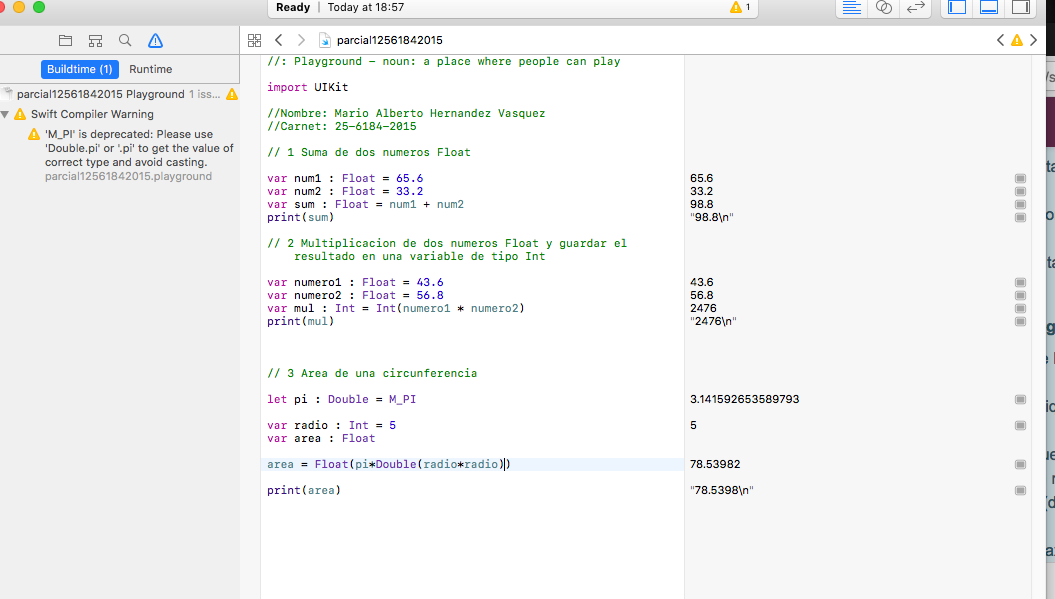 Ready | Today at 18:57
1
parcial12561842015
Buildtime (1) Runtime
parcial12561842015 Playground 1 iss...
Swift Compiler Warning
'M_PI' is deprecated: Please use
'Double.pi' or '.pi' to get the value of
correct type and avoid casting.
parcial12561842015.playground
//: Playground - noun: a place where people can play
import UIKit
//Nombre: Mario Alberto Hernandez Vasquez
//Carnet: 25-6184-2015
// 1 Suma de dos numeros Float
var num1 : Float = 65.6 65.6
var num2 : Float = 33.2 33.2
var sum : Float = num1 + num2 98.8
print(sum) "98.8\n"
// 2 Multiplicacion de dos numeros Float y guardar el
resultado en una variable de tipo Int
var numero1 : Float = 43.6 43.6
var numero2 : Float = 56.8 56.8
var mul : Int = Int(numero1 * numero2) 2476
print(mul) "2476\n"
// 3 Area de una circunferencia
let pi : Double = M_PI 3.141592653589793
var radio : Int = 5 5
var area : Float
area = Float(pi*Double(radio*radio)) 78.53982
print(area) "78.5398\n"